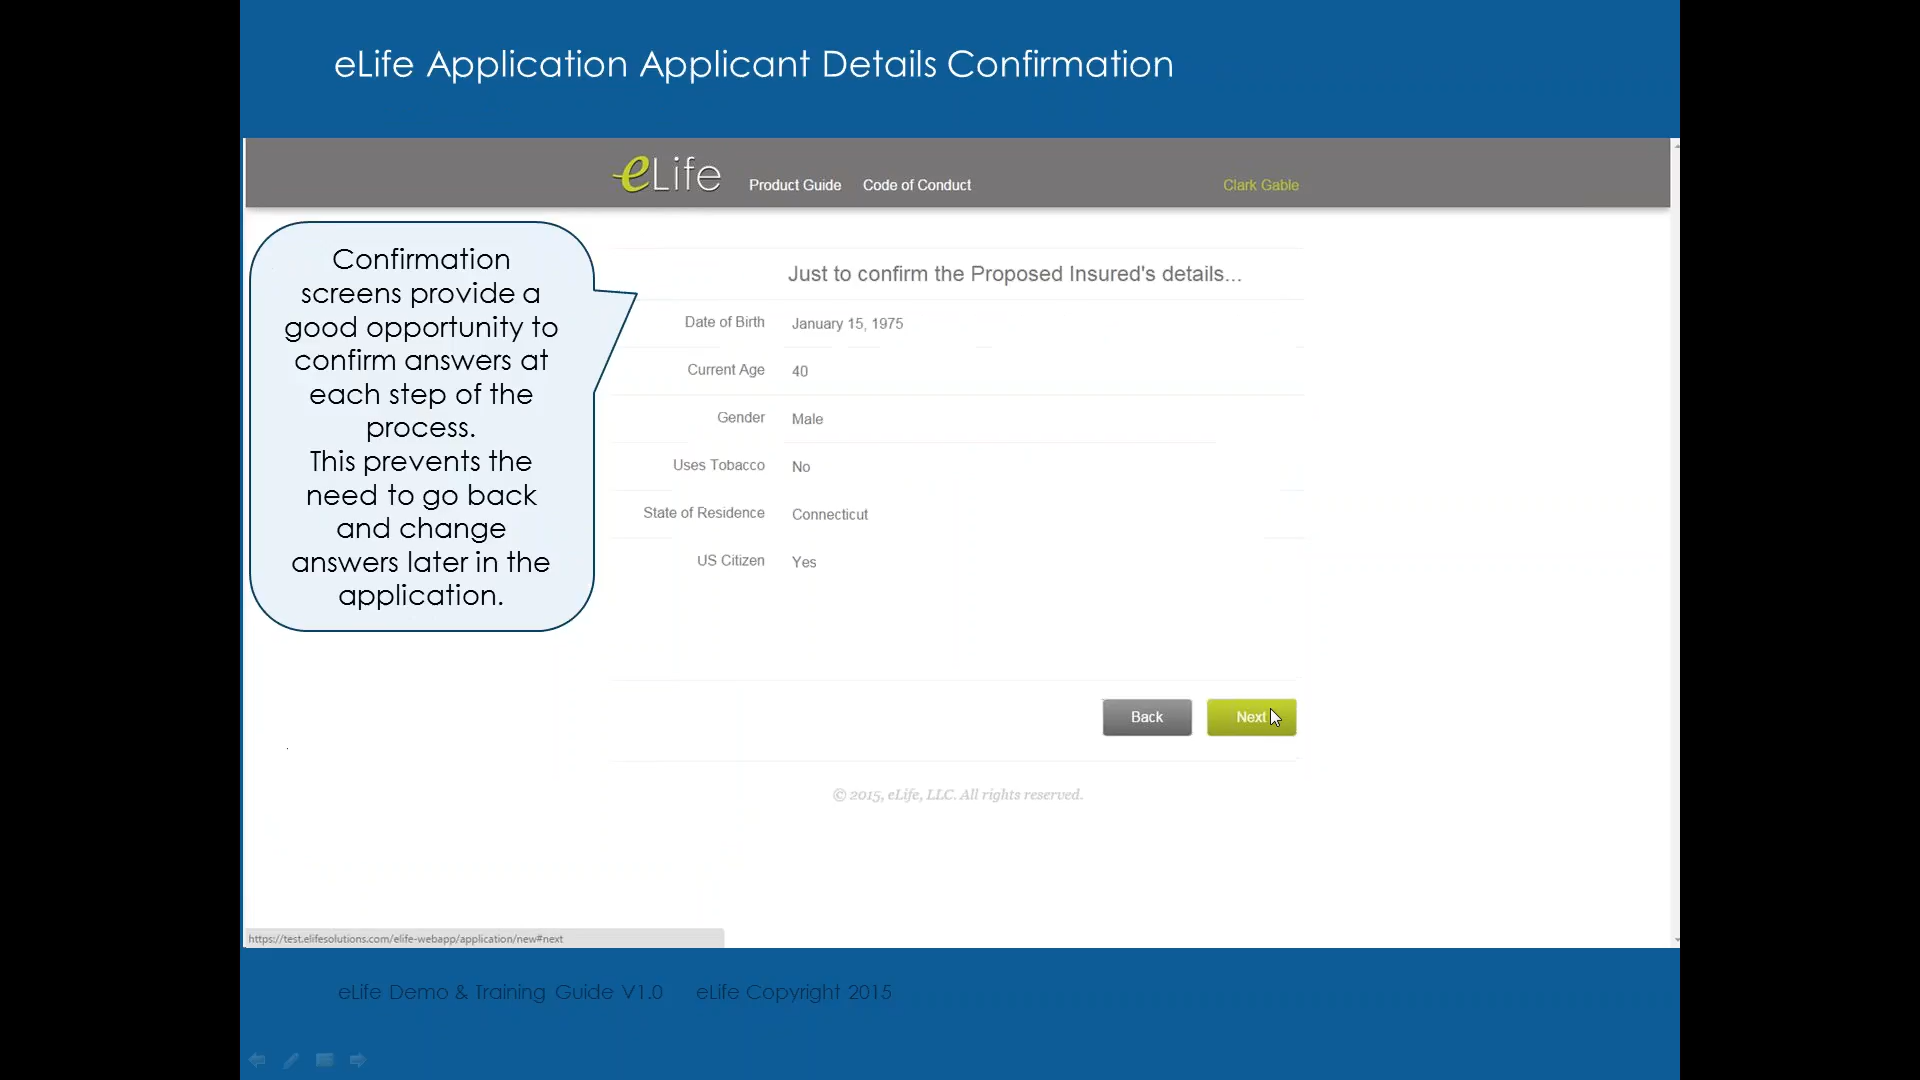 eLife Application Applicant Details Confirmation
eLife
Product Guide
Code of Conduct
Clark Gable
Confirmation
screens provide a
good opportunity to
confirm answers at
each step of the
process.
This prevents the
need to go back
and change
answers later in the
application.
Just to confirm the Proposed Insured's details...
Date of Birth January 15, 1975
Current Age 40
Gender Male
Uses Tobacco No
State of Residence Connecticut
US Citizen Yes
Back
Next
© 2015, eLife, LLC. All rights reserved.
https://test.elifesolutions.com/elife-webapp/application/new#next
eLife Demo & Training Guide V1.0 eLife Copyright 2015